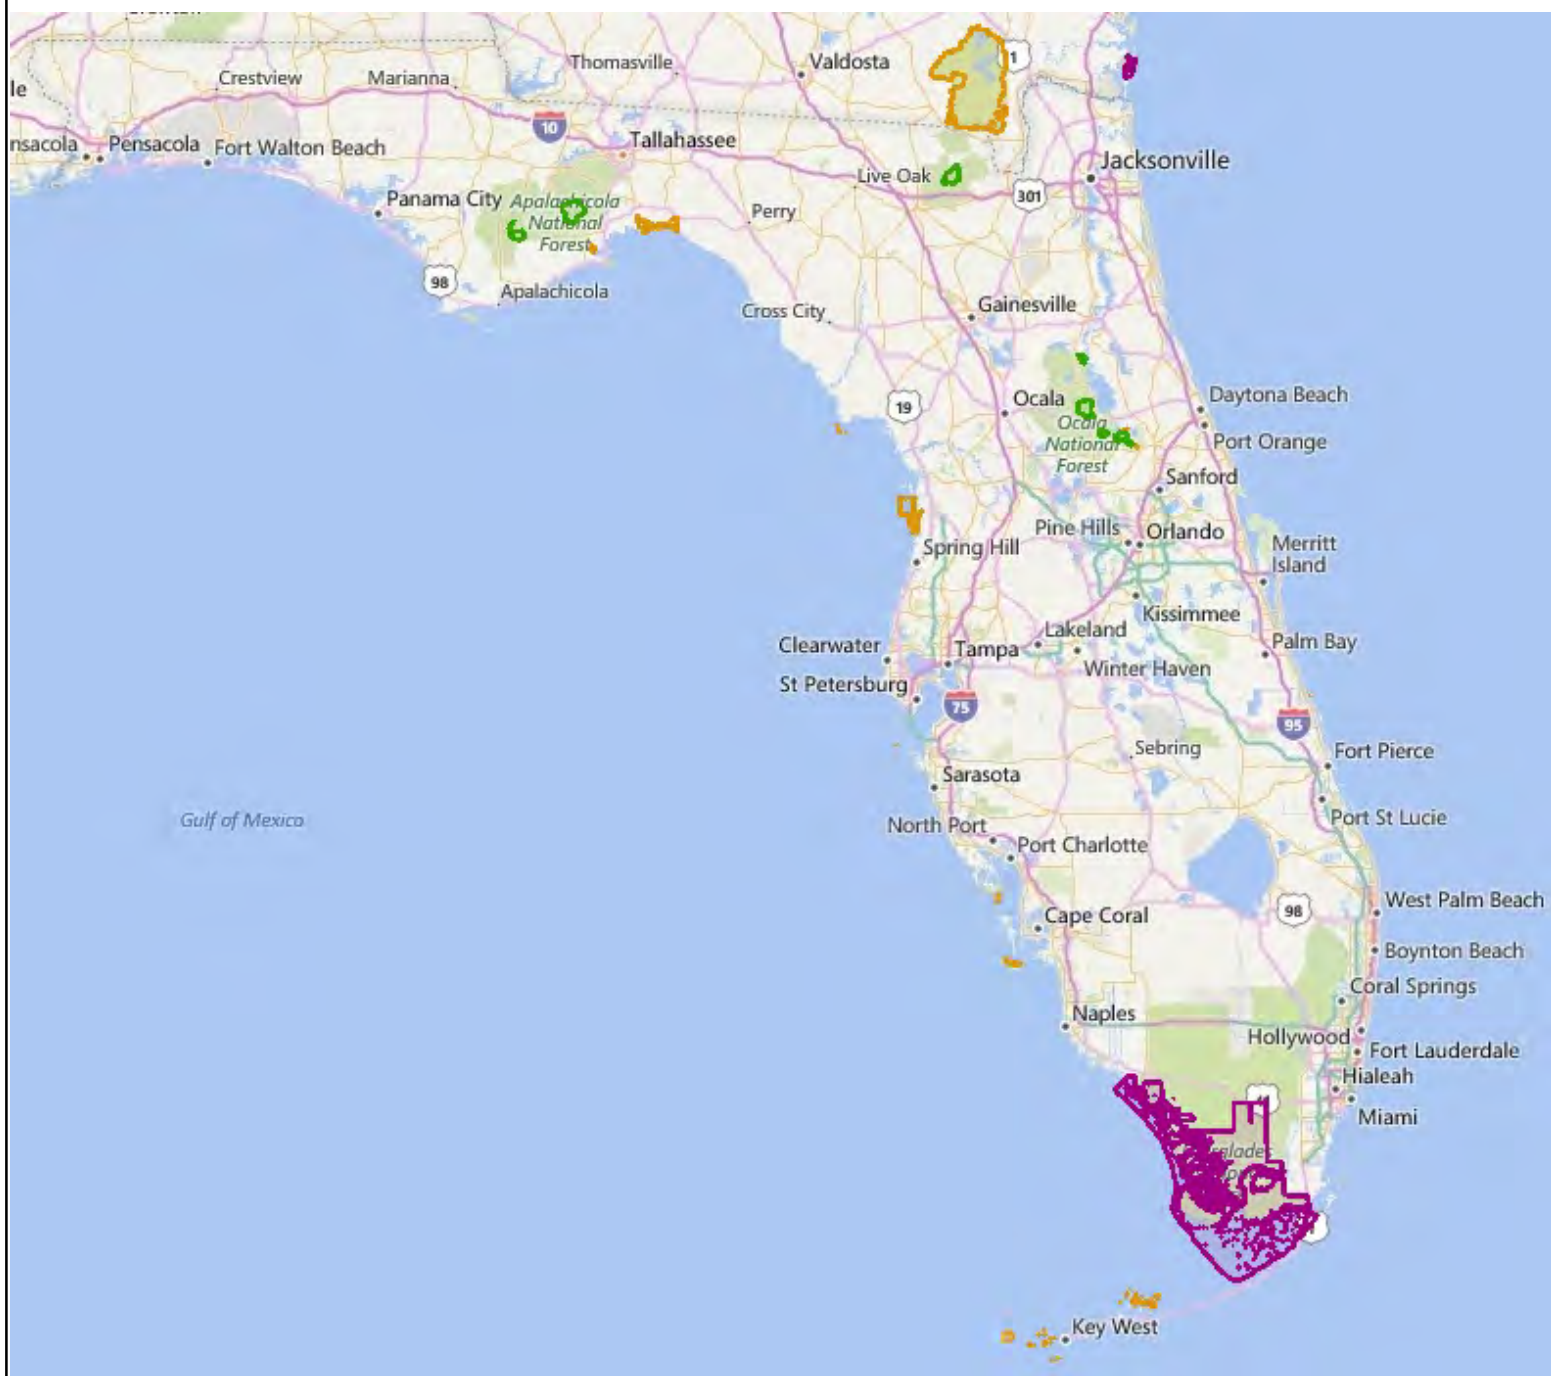 Thomasville
Valdosta
1
Crestview
Marianna
le
10
Tallahassee
nsacola
Pensacola
Fort Walton Beach
Jacksonville
Live Oak
301
Panama City
Apalachicola
National
Forest
Perry
98
Apalachicola
Cross City
Gainesville
19
Ocala
Ocala
National
Forest
Daytona Beach
Port Orange
Sanford
Pine Hills
Orlando
Merritt
Island
Spring Hill
Kissimmee
Clearwater
Tampa
Lakeland
Palm Bay
Winter Haven
St Petersburg
75
95
Sebring
Fort Pierce
Sarasota
Gulf of Mexico
North Port
Port St Lucie
Port Charlotte
98
West Palm Beach
Cape Coral
Boynton Beach
Coral Springs
Naples
Hollywood
Fort Lauderdale
Hialeah
Miami
Key West